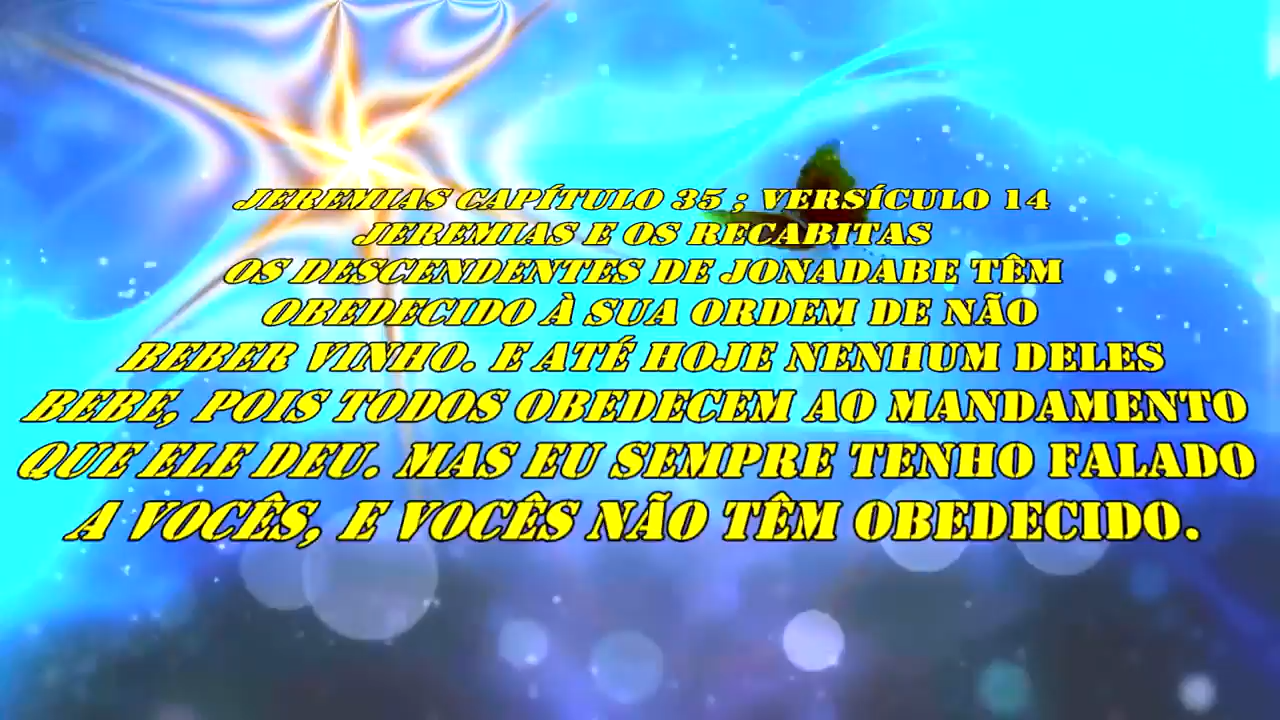 JEREMIAS CAPÍTULO 35 ; VERSÍCULO 14
JEREMIAS E OS RECABITAS
OS DESCENDENTES DE JONADABE TÊM
OBEDECIDO À SUA ORDEM DE NÃO
BEBER VINHO. E ATÉ HOJE NENHUM DELES
BEBE, POIS TODOS OBEDECEM AO MANDAMENTO
QUE ELE DEU. MAS EU SEMPRE TENHO FALADO
A VOCÊS, E VOCÊS NÃO TÊM OBEDECIDO.